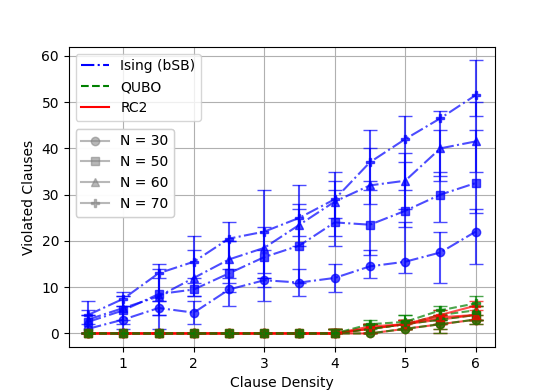 60
50
40
30
20
10
0
Violated Clauses
Ising (bSB)
QUBO
RC2
N = 30
N = 50
N = 60
N = 70
1 2 3 4 5 6
Clause Density